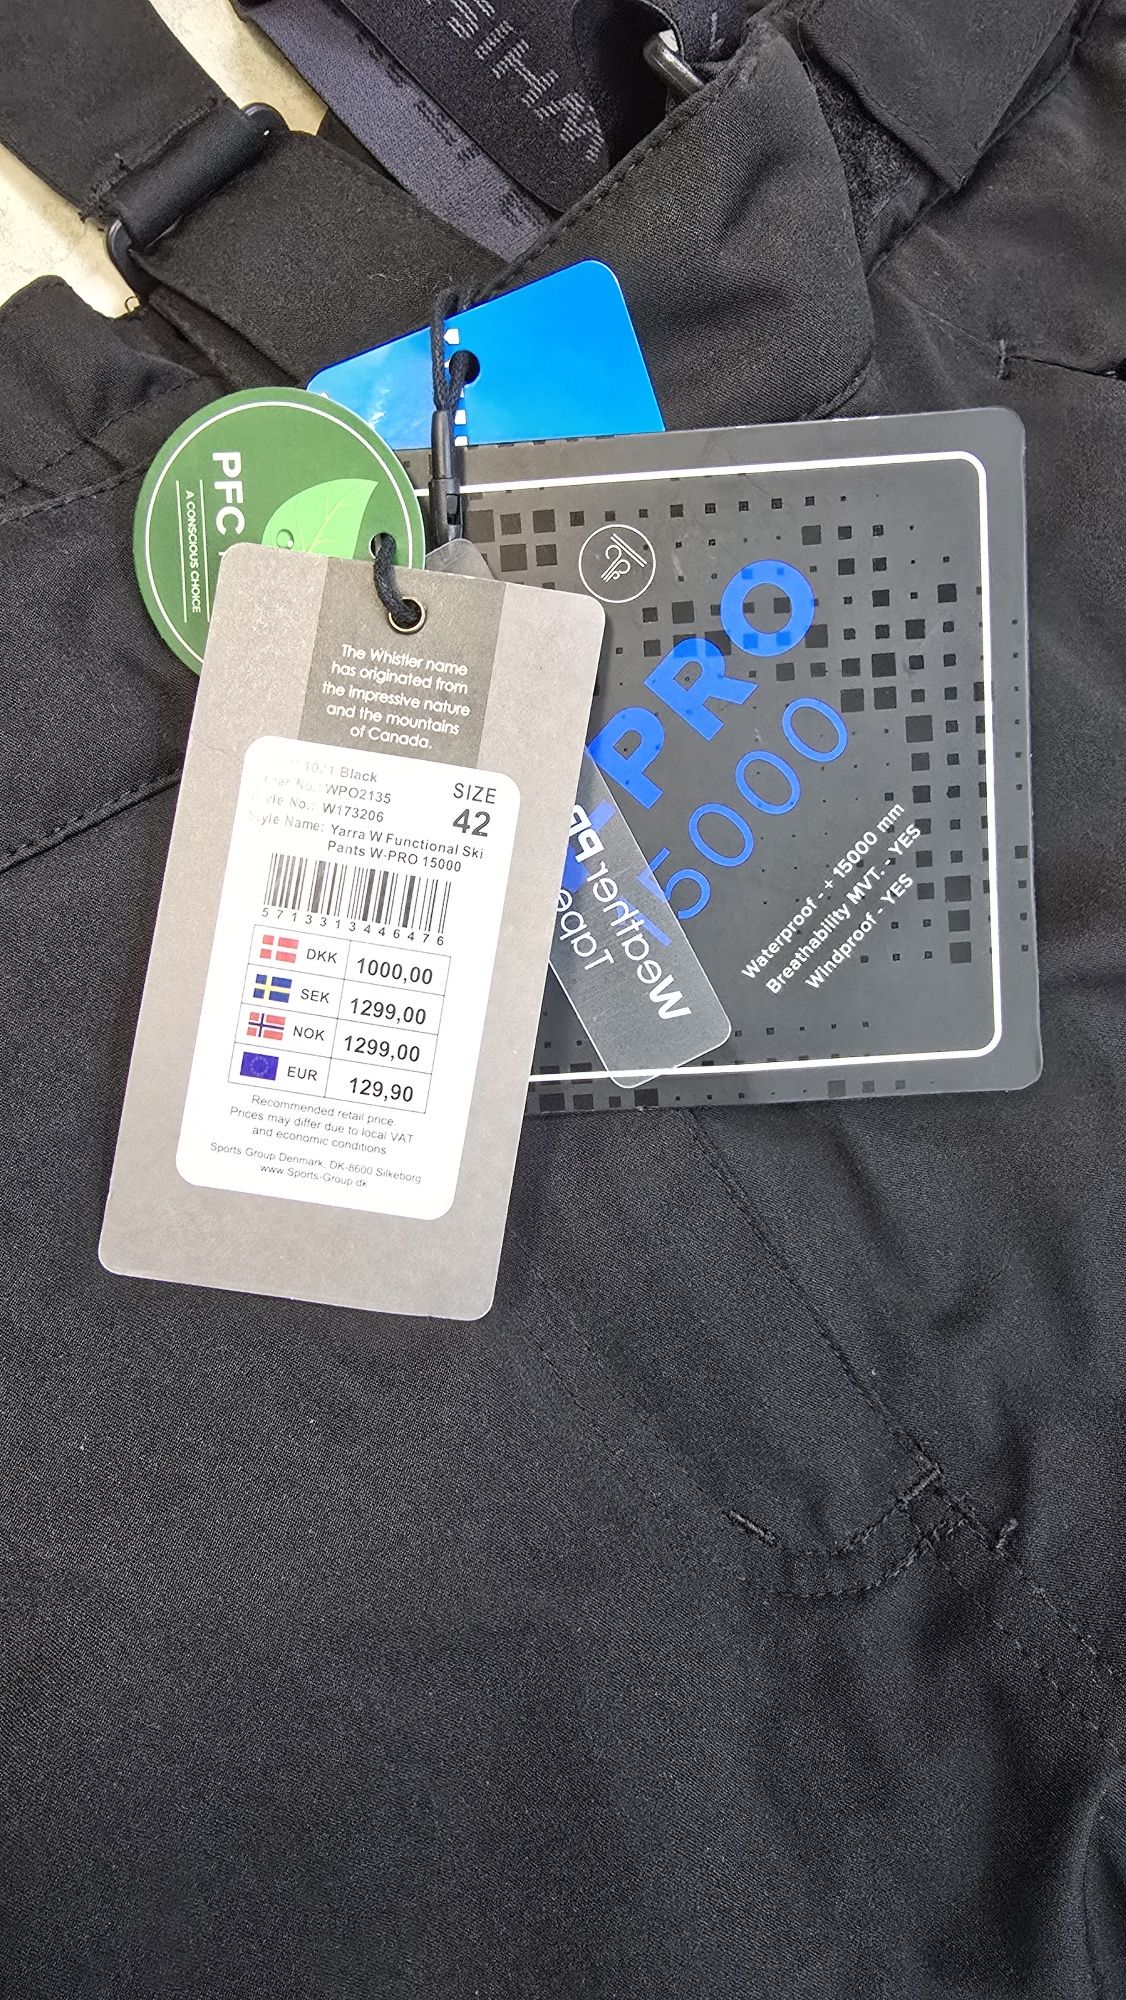 PFC
A CONSCIOUS CHOICE
The Whistler name
has originated from
the impressive nature
and the mountains
of Canada.
1001 Black
No.: WPO2135
Style No.: W173206
Style Name: Yarra W Functional Ski
Pants W-PRO 15000
SIZE
42
5713313446476
DKK 1000,00
SEK 1299,00
NOK 1299,00
EUR 129,90
Recommended retail price
Prices may differ due to local VAT
and economic conditions
Sports Group Denmark, DK-8600 Silkeborg
www.Sports-Group.dk
PRO
5000
Waterproof - + 15000 mm
Breathability MVT. - YES
Windproof - YES
Weather